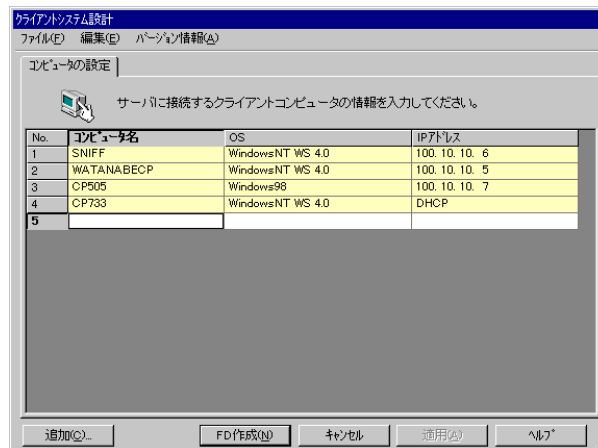 クライアントシステム設計
ファイル(F) 編集(E) バージョン情報(A)
コンピュータの設定
サーバに接続するクライアントコンピュータの情報を入力してください。
No. コンピュータ名 OS IPアドレス
1 SNIFF WindowsNT WS 4.0 100. 10. 10. 6
2 WATANABECP WindowsNT WS 4.0 100. 10. 10. 5
3 CP505 Windows98 100. 10. 10. 7
4 CP733 WindowsNT WS 4.0 DHCP
5
追加(C)... FD作成(N) キャンセル 適用(A) ヘルプ